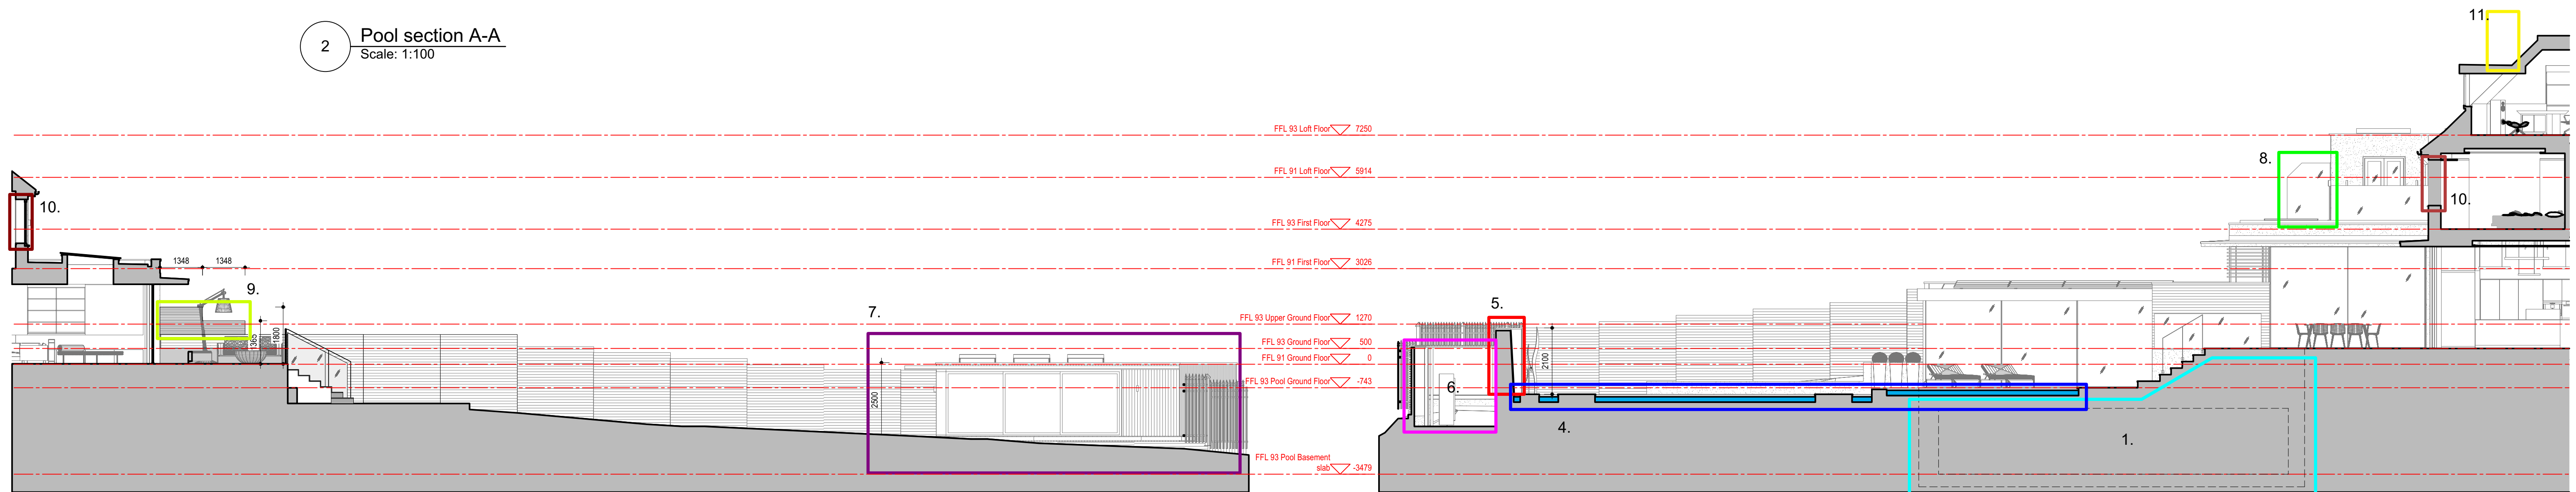 2
Pool section A-A
Scale: 1:100
11.
FFL 93 Loft Floor 7250
8.
FFL 91 Loft Floor 5914
10.
10.
FFL 93 First Floor 4275
1348 1348
FFL 91 First Floor 3026
9.
7.
5.
FFL 93 Upper Ground Floor 1270
1365
1800
FFL 93 Ground Floor 500
FFL 91 Ground Floor 0
2100
FFL 93 Pool Ground Floor -743
6.
2500
4.
1.
FFL 93 Pool Basement
slab -3479